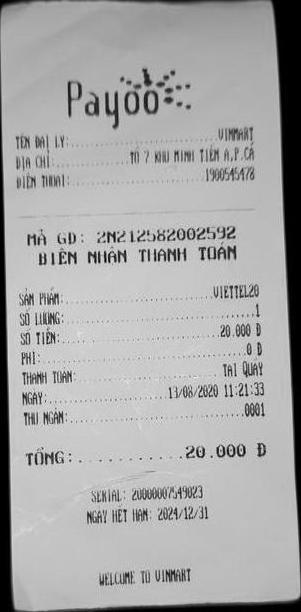 Payoo
TÊN ĐẠI LÝ:..........................VINMART
ĐỊA CHỈ:..............TỔ 7 KHU MINH TIẾN A,P.CẢ
ĐIỆN THOẠI:........................1900545478
MÃ GD: 2N212582002592
BIÊN NHẬN THANH TOÁN
SẢN PHẨM:..........................VIETTEL20
SỐ LƯỢNG:..................................1
SỐ TIỀN:............................20.000 Đ
PHÍ:.....................................0 Đ
THANH TOÁN:..........................TẠI QUẦY
NGÀY:....................13/08/2020 11:21:33
THU NGÂN:...............................0001
TỔNG:...........20.000 Đ
SERIAL: 20000007549023
NGÀY HẾT HẠN: 2024/12/31
WELCOME TO VINMART